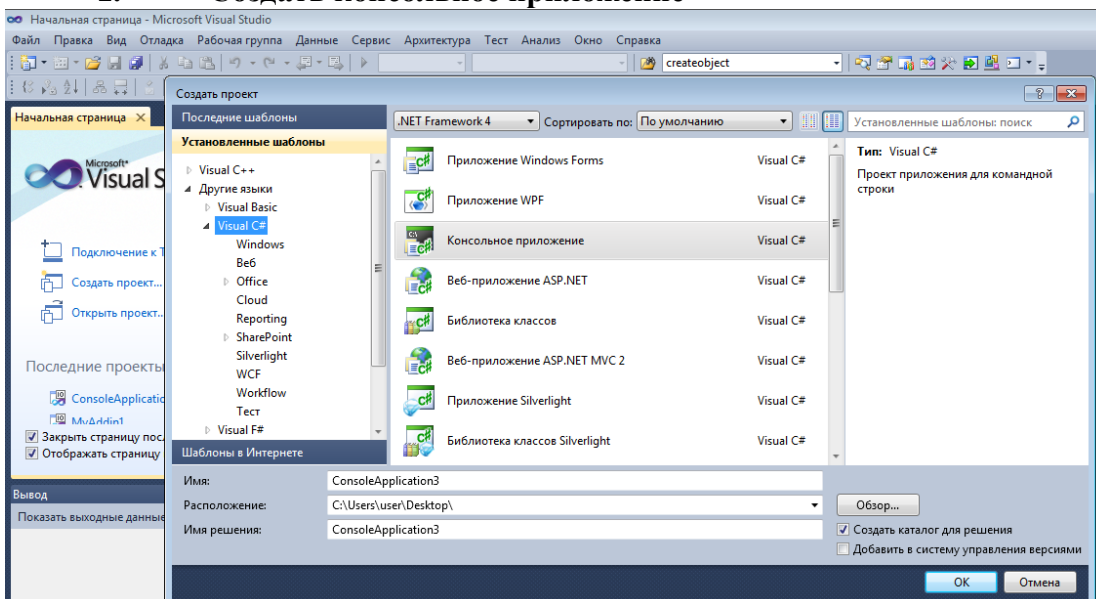 Создать консольное приложение
Начальная страница - Microsoft Visual Studio
Файл Правка Вид Отладка Рабочая группа Данные Сервис Архитектура Тест Анализ Окно Справка
createobject
Создать проект
Начальная страница
Последние шаблоны
.NET Framework 4
Сортировать по: По умолчанию
Установленные шаблоны: поиск
Установленные шаблоны
Microsoft
Visual S
Visual C++
Другие языки
Visual Basic
Visual C#
Windows
Веб
Office
Cloud
Reporting
SharePoint
Silverlight
WCF
Workflow
Тест
Visual F#
Шаблоны в Интернете
Приложение Windows Forms Visual C#
Приложение WPF Visual C#
Консольное приложение Visual C#
Веб-приложение ASP.NET Visual C#
Библиотека классов Visual C#
Веб-приложение ASP.NET MVC 2 Visual C#
Приложение Silverlight Visual C#
Библиотека классов Silverlight Visual C#
Тип: Visual C#
Проект приложения для командной
строки
Подключение к T
Создать проект...
Открыть проект..
Последние проекты
ConsoleApplicatio
MyAddin1
Закрыть страницу пос
Отображать страницу
Вывод
Показать выходные данные
Имя: ConsoleApplication3
Расположение: C:\Users\user\Desktop\
Обзор...
Имя решения: ConsoleApplication3
Создать каталог для решения
Добавить в систему управления версиями
OK Отмена